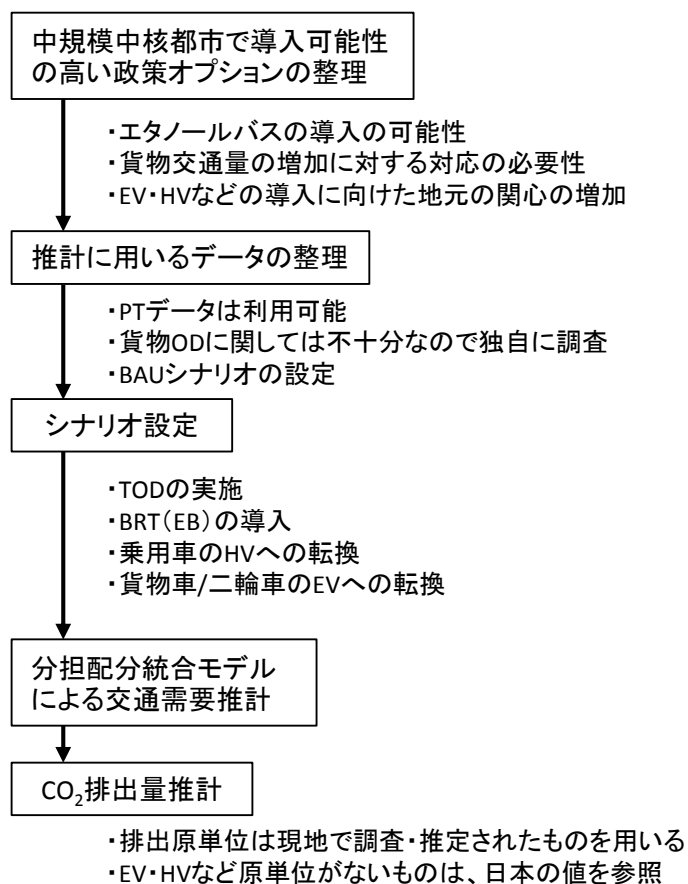 中規模中核都市で導入可能性
の高い政策オプションの整理
・エタノールバスの導入の可能性
・貨物交通量の増加に対する対応の必要性
・EV・HVなどの導入に向けた地元の関心の増加
推計に用いるデータの整理
・PTデータは利用可能
・貨物ODに関しては不十分なので独自に調査
・BAUシナリオの設定
シナリオ設定
・TODの実施
・BRT(EB)の導入
・乗用車のHVへの転換
・貨物車/二輪車のEVへの転換
分担配分統合モデル
による交通需要推計
CO₂排出量推計
・排出原単位は現地で調査・推定されたものを用いる
・EV・HVなど原単位がないものは、日本の値を参照